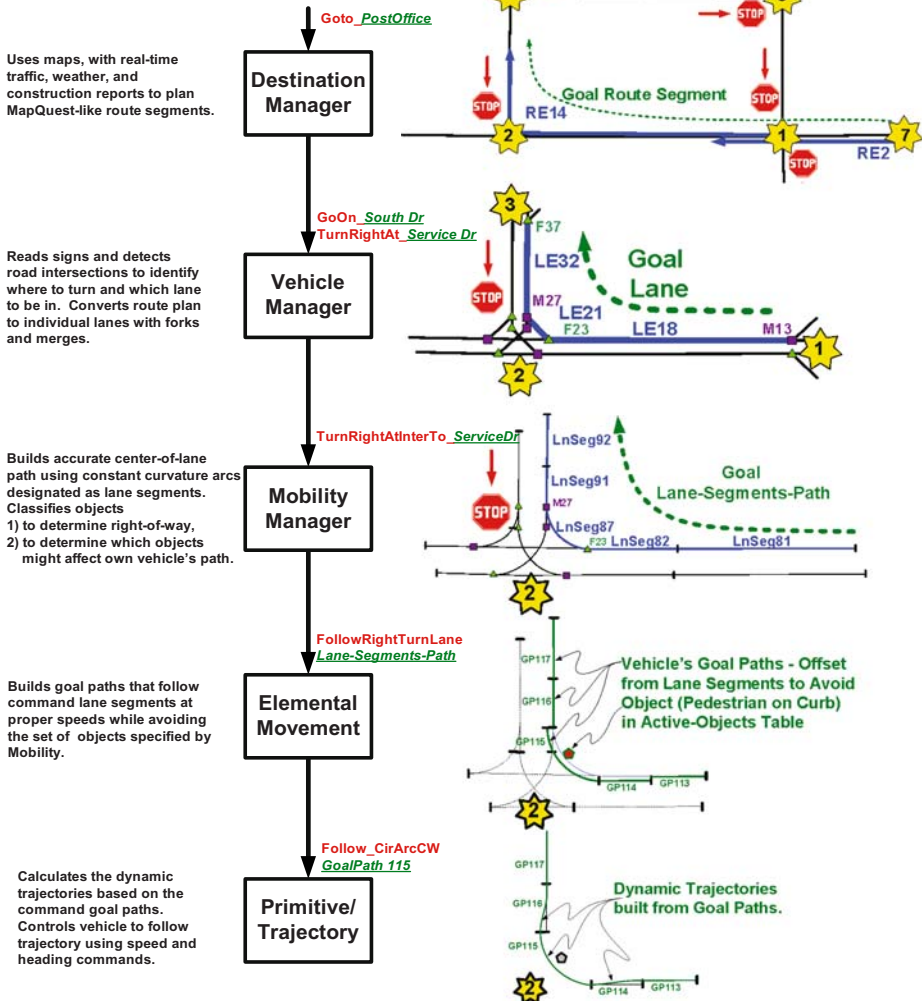 Goto_PostOffice
STOP
Uses maps, with real-time
traffic, weather, and
construction reports to plan
MapQuest-like route segments.
Destination
Manager
STOP
STOP
Goal Route Segment
RE14
2
1
7
STOP
RE2
GoOn_South Dr
TurnRightAt_Service Dr
3
F37
Reads signs and detects
road intersections to identify
where to turn and which lane
to be in. Converts route plan
to individual lanes with forks
and merges.
Vehicle
Manager
STOP
LE32
Goal
Lane
M27
LE21
F23
LE18
M13
1
2
TurnRightAtInterTo_ServiceDr
Builds accurate center-of-lane
path using constant curvature arcs
designated as lane segments.
Classifies objects
1) to determine right-of-way,
2) to determine which objects
might affect own vehicle's path.
Mobility
Manager
STOP
LnSeg92
LnSeg91
M27
LnSeg87
F23
LnSeg82
LnSeg81
Goal
Lane-Segments-Path
2
FollowRightTurnLane
Lane-Segments-Path
Builds goal paths that follow
command lane segments at
proper speeds while avoiding
the set of objects specified by
Mobility.
Elemental
Movement
GP117
GP116
GP115
GP114
GP113
Vehicle's Goal Paths - Offset
from Lane Segments to Avoid
Object (Pedestrian on Curb)
in Active-Objects Table
2
Follow_CirArcCW
GoalPath 115
Calculates the dynamic
trajectories based on the
command goal paths.
Controls vehicle to follow
trajectory using speed and
heading commands.
Primitive/
Trajectory
GP117
GP116
GP115
GP114
GP113
Dynamic Trajectories
built from Goal Paths.
2